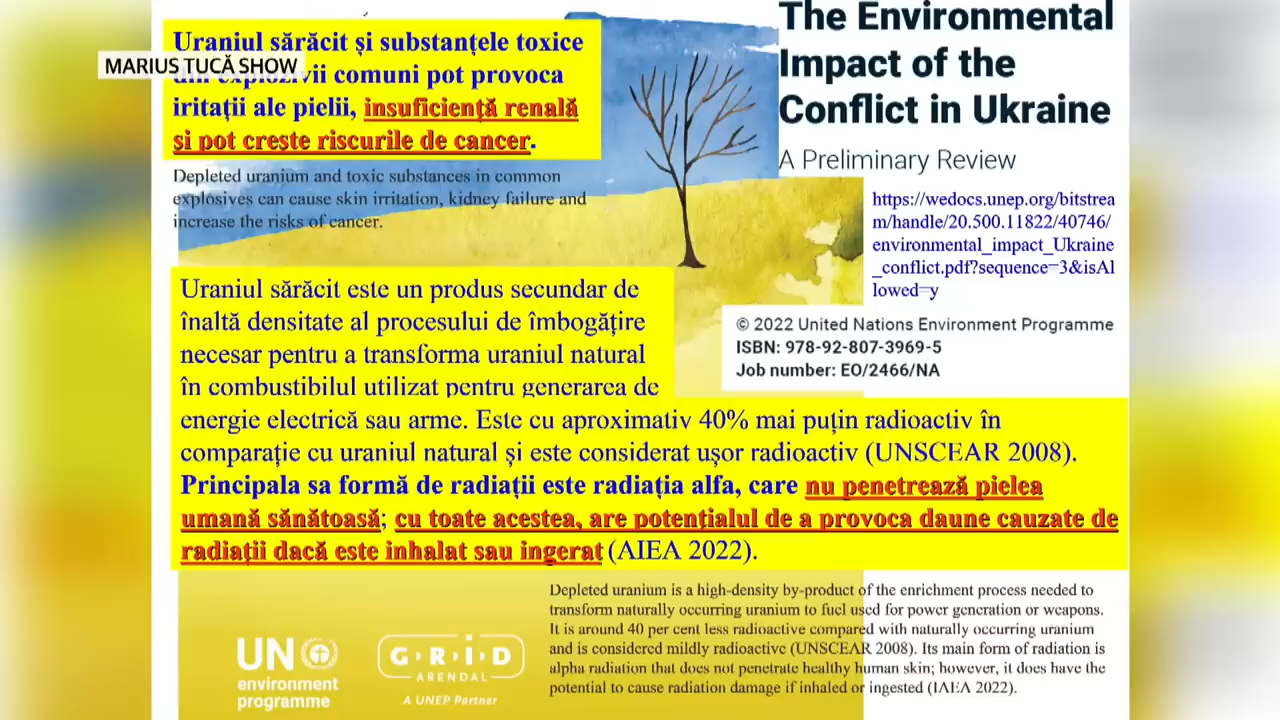 Uraniul sărăcit și substanțele toxice
MARIUS TUCĂ SHOW
din explozivii comuni pot provoca
iritații ale pielii, insuficiență renală
și pot crește riscurile de cancer.
Depleted uranium and toxic substances in common
explosives can cause skin irritation, kidney failure and
increase the risks of cancer.
The Environmental
Impact of the
Conflict in Ukraine
A Preliminary Review
https://wedocs.unep.org/bitstrea
m/handle/20.500.11822/40746/
environmental_impact_Ukraine
_conflict.pdf?sequence=3&isAl
lowed=y
© 2022 United Nations Environment Programme
ISBN: 978-92-807-3969-5
Job number: EO/2466/NA
Uraniul sărăcit este un produs secundar de
înaltă densitate al procesului de îmbogățire
necesar pentru a transforma uraniul natural
în combustibilul utilizat pentru generarea de
energie electrică sau arme. Este cu aproximativ 40% mai puțin radioactiv în
comparație cu uraniul natural și este considerat ușor radioactiv (UNSCEAR 2008).
Principala sa formă de radiații este radiația alfa, care nu penetrează pielea
umană sănătoasă; cu toate acestea, are potențialul de a provoca daune cauzate de
radiații dacă este inhalat sau ingerat (AIEA 2022).
Depleted uranium is a high-density by-product of the enrichment process needed to
transform naturally occurring uranium to fuel used for power generation or weapons.
It is around 40 per cent less radioactive compared with naturally occurring uranium
and is considered mildly radioactive (UNSCEAR 2008). Its main form of radiation is
alpha radiation that does not penetrate healthy human skin; however, it does have the
potential to cause radiation damage if inhaled or ingested (IAEA 2022).
UN
environment
programme
GRID
ARENDAL
A UNEP Partner